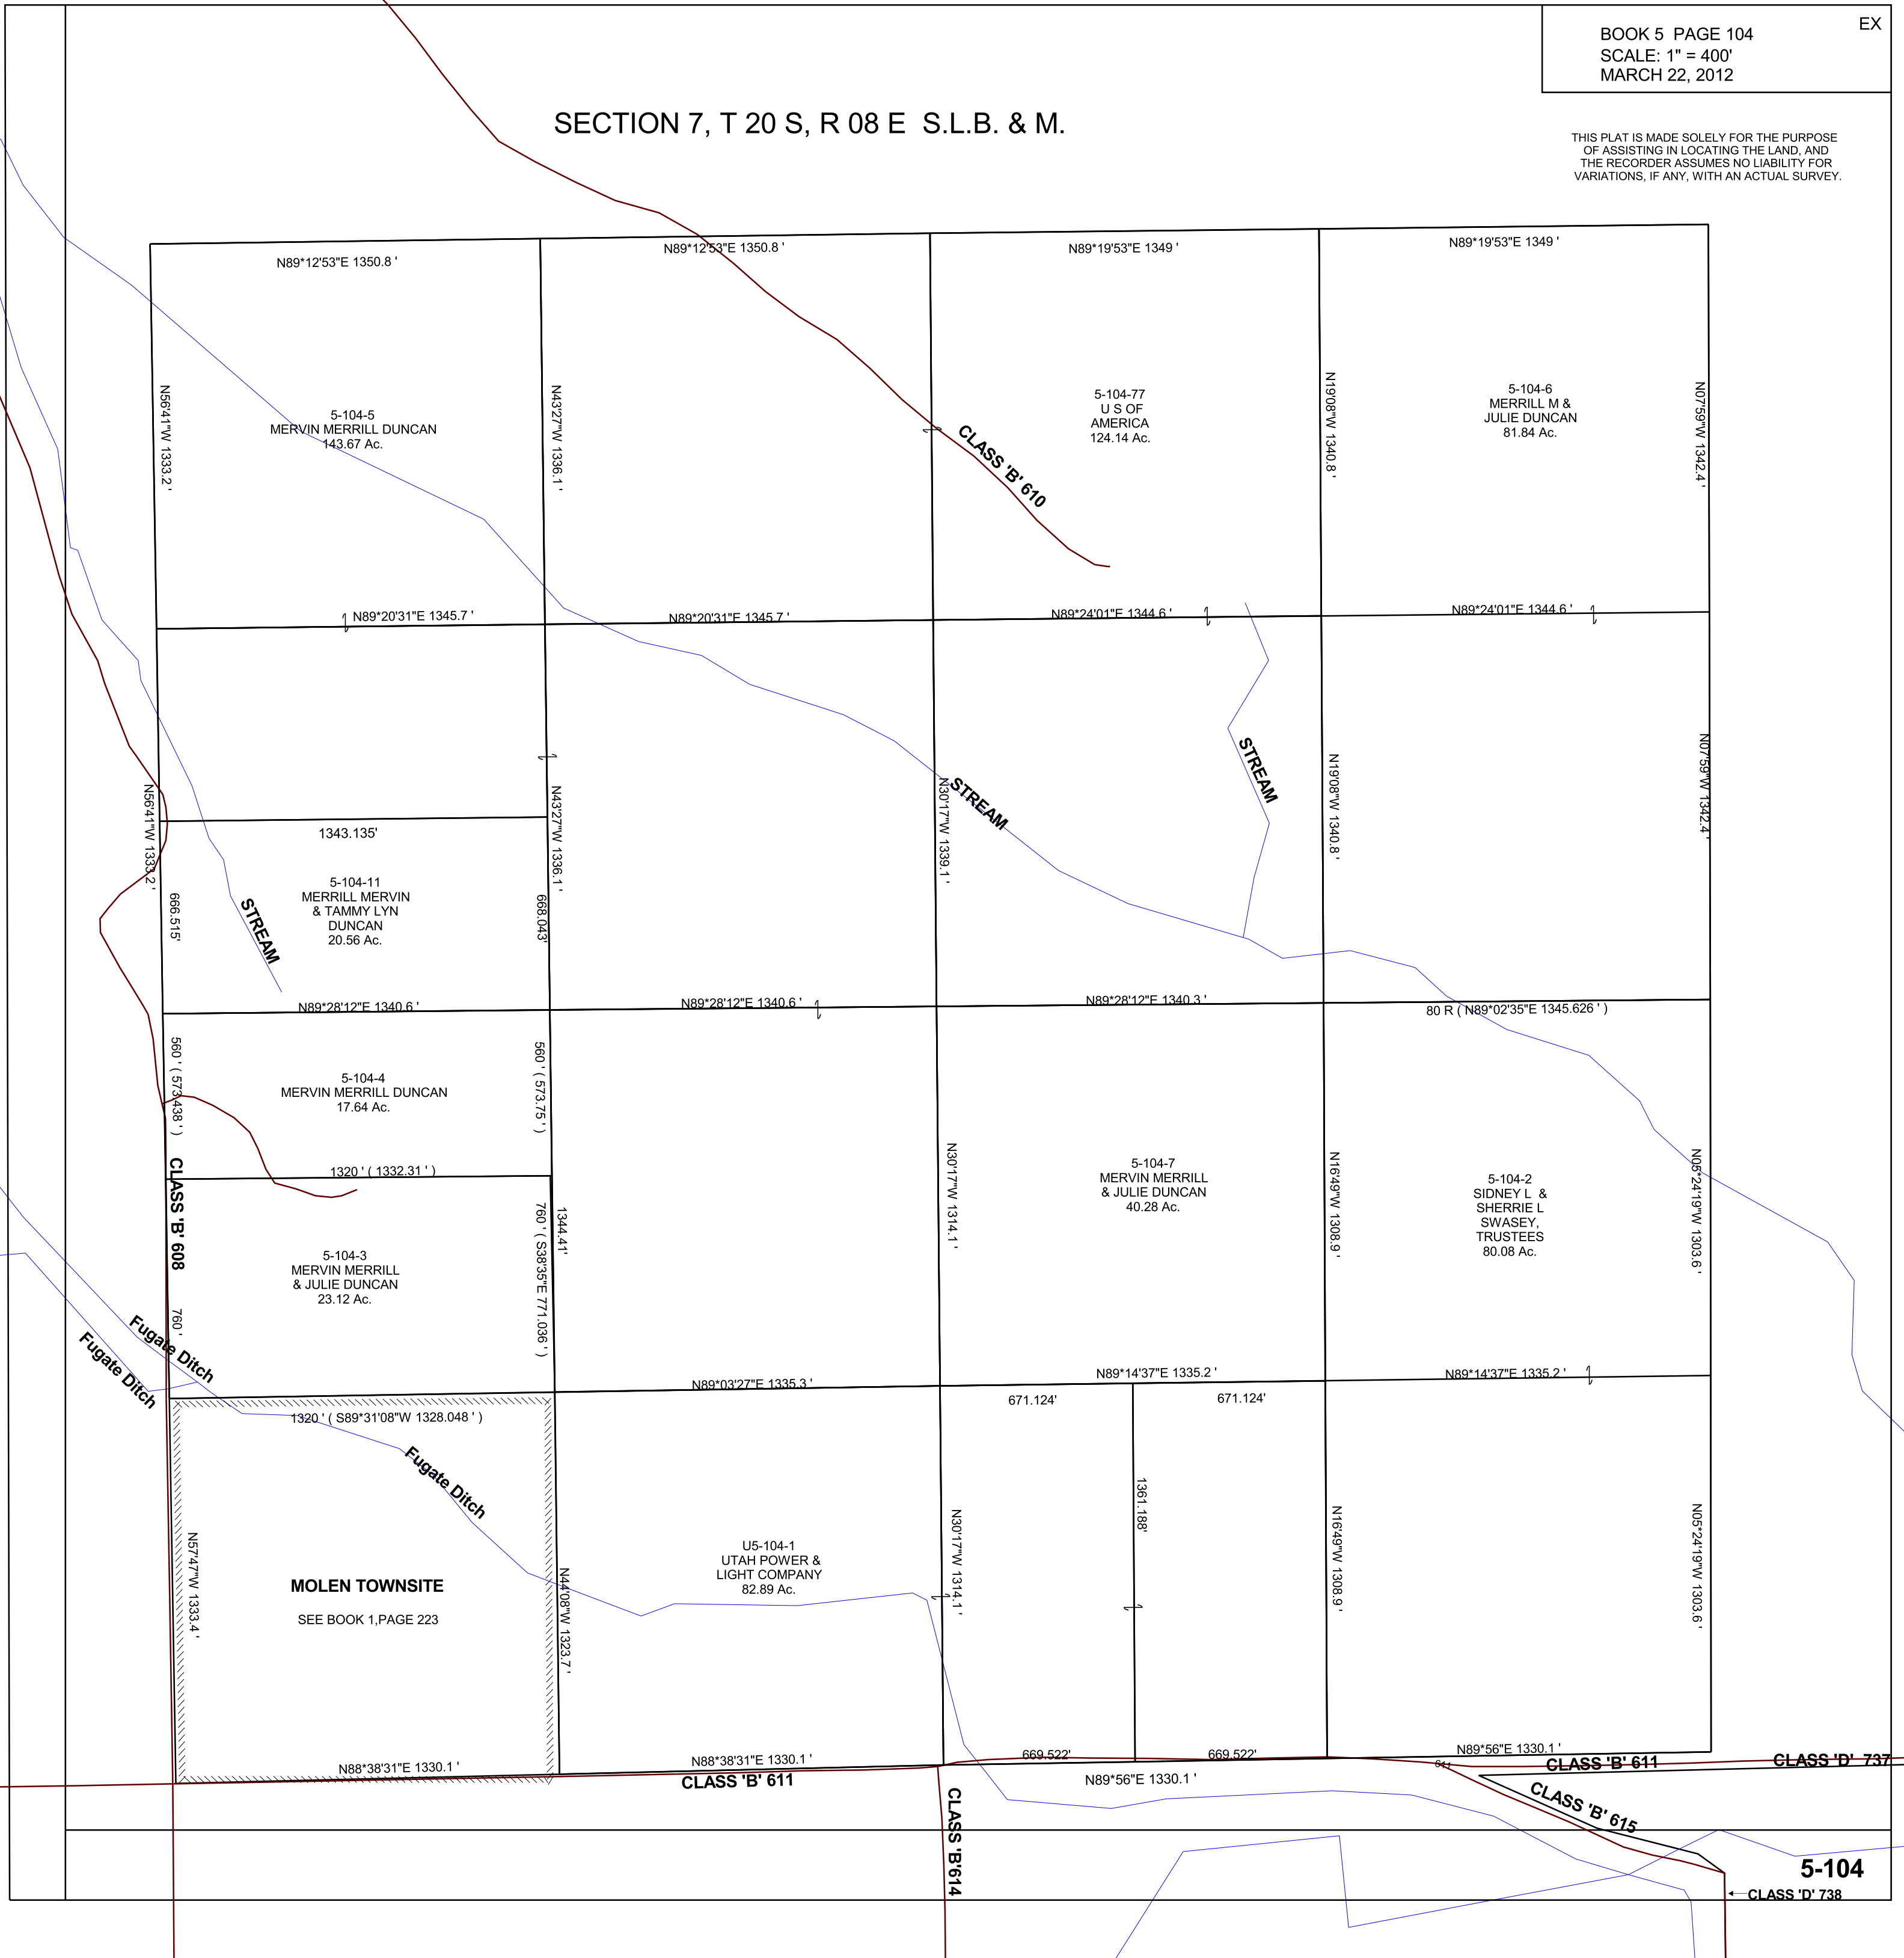 EX
BOOK 5 PAGE 104
SCALE: 1" = 400'
MARCH 22, 2012
SECTION 7, T 20 S, R 08 E S.L.B. & M.
THIS PLAT IS MADE SOLELY FOR THE PURPOSE
OF ASSISTING IN LOCATING THE LAND, AND
THE RECORDER ASSUMES NO LIABILITY FOR
VARIATIONS, IF ANY, WITH AN ACTUAL SURVEY.
N89*12'53"E 1350.8 '
N89*12'53"E 1350.8 '
N89*19'53"E 1349 '
N89*19'53"E 1349 '
N56'41"W 1333.2 '
5-104-5
MERVIN MERRILL DUNCAN
143.67 Ac.
N43'27"W 1336.1 '
CLASS 'B' 610
5-104-77
U S OF
AMERICA
124.14 Ac.
N19'08"W 1340.8 '
5-104-6
MERRILL M &
JULIE DUNCAN
81.84 Ac.
N07'59"W 1342.4 '
N89*20'31"E 1345.7 '
N89*20'31"E 1345.7 '
N89*24'01"E 1344.6 '
N89*24'01"E 1344.6 '
N56'41"W 1333.2 '
N43'27"W 1336.1 '
N30'17"W 1339.1 '
STREAM
STREAM
N19'08"W 1340.8 '
N07'59"W 1342.4 '
1343.135'
666.515'
5-104-11
MERRILL MERVIN
& TAMMY LYN
DUNCAN
20.56 Ac.
668.043'
STREAM
N89*28'12"E 1340.6 '
N89*28'12"E 1340.6 '
N89*28'12"E 1340.3 '
80 R ( N89*02'35"E 1345.626 ' )
560 ' ( 573.438 ' )
5-104-4
MERVIN MERRILL DUNCAN
17.64 Ac.
560 ' ( 573.75 ' )
1320 ' ( 1332.31 ' )
CLASS 'B' 608
760 '
5-104-3
MERVIN MERRILL
& JULIE DUNCAN
23.12 Ac.
760 ' ( S38'35"E 771.036 ' )
1344.41'
N30'17"W 1314.1 '
5-104-7
MERVIN MERRILL
& JULIE DUNCAN
40.28 Ac.
N16'49"W 1308.9 '
5-104-2
SIDNEY L &
SHERRIE L
SWASEY,
TRUSTEES
80.08 Ac.
N05*24'19"W 1303.6 '
Fugate Ditch
Fugate Ditch
N89*03'27"E 1335.3 '
N89*14'37"E 1335.2 '
N89*14'37"E 1335.2 '
1320 ' ( S89*31'08"W 1328.048 ' )
671.124'
671.124'
Fugate Ditch
N57'47"W 1333.4 '
MOLEN TOWNSITE
SEE BOOK 1,PAGE 223
N44'08"W 1323.7 '
U5-104-1
UTAH POWER &
LIGHT COMPANY
82.89 Ac.
N30'17"W 1314.1 '
1361.188'
N16'49"W 1308.9 '
N05*24'19"W 1303.6 '
N88*38'31"E 1330.1 '
N88*38'31"E 1330.1 '
669.522'
669.522'
N89*56"E 1330.1 '
CLASS 'B' 611
N89*56"E 1330.1 '
611
CLASS 'B' 611
CLASS 'D' 737
CLASS 'B'614
CLASS 'B' 615
5-104
CLASS 'D' 738